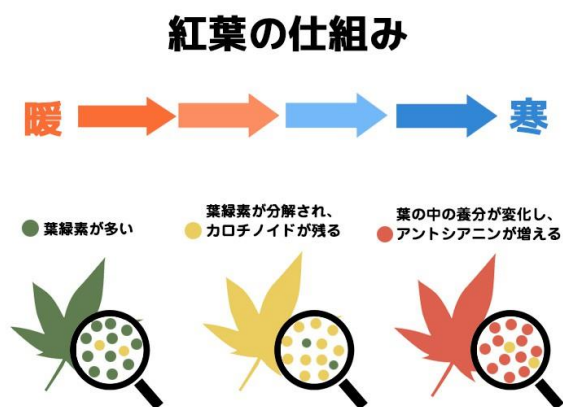 紅葉の仕組み
暖
寒
葉緑素が多い
葉緑素が分解され、
カロチノイドが残る
葉の中の養分が変化し、
アントシアニンが増える